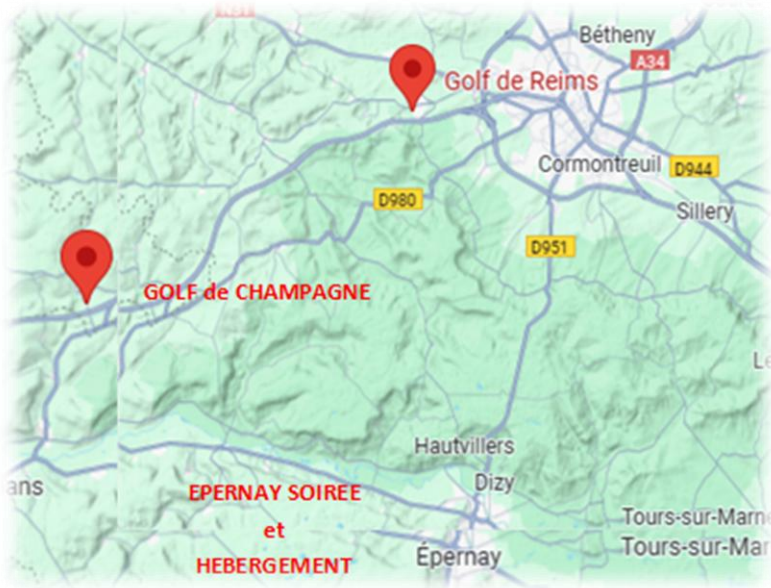 Bétheny
A34
Golf de Reims
Cormontreuil
D944
D980
Sillery
D951
GOLF de CHAMPAGNE
Hautvillers
Dizy
EPERNAY SOIREE
et
HEBERGEMENT
ans
Tours-sur-Marne
Tours-sur-Mar
Épernay